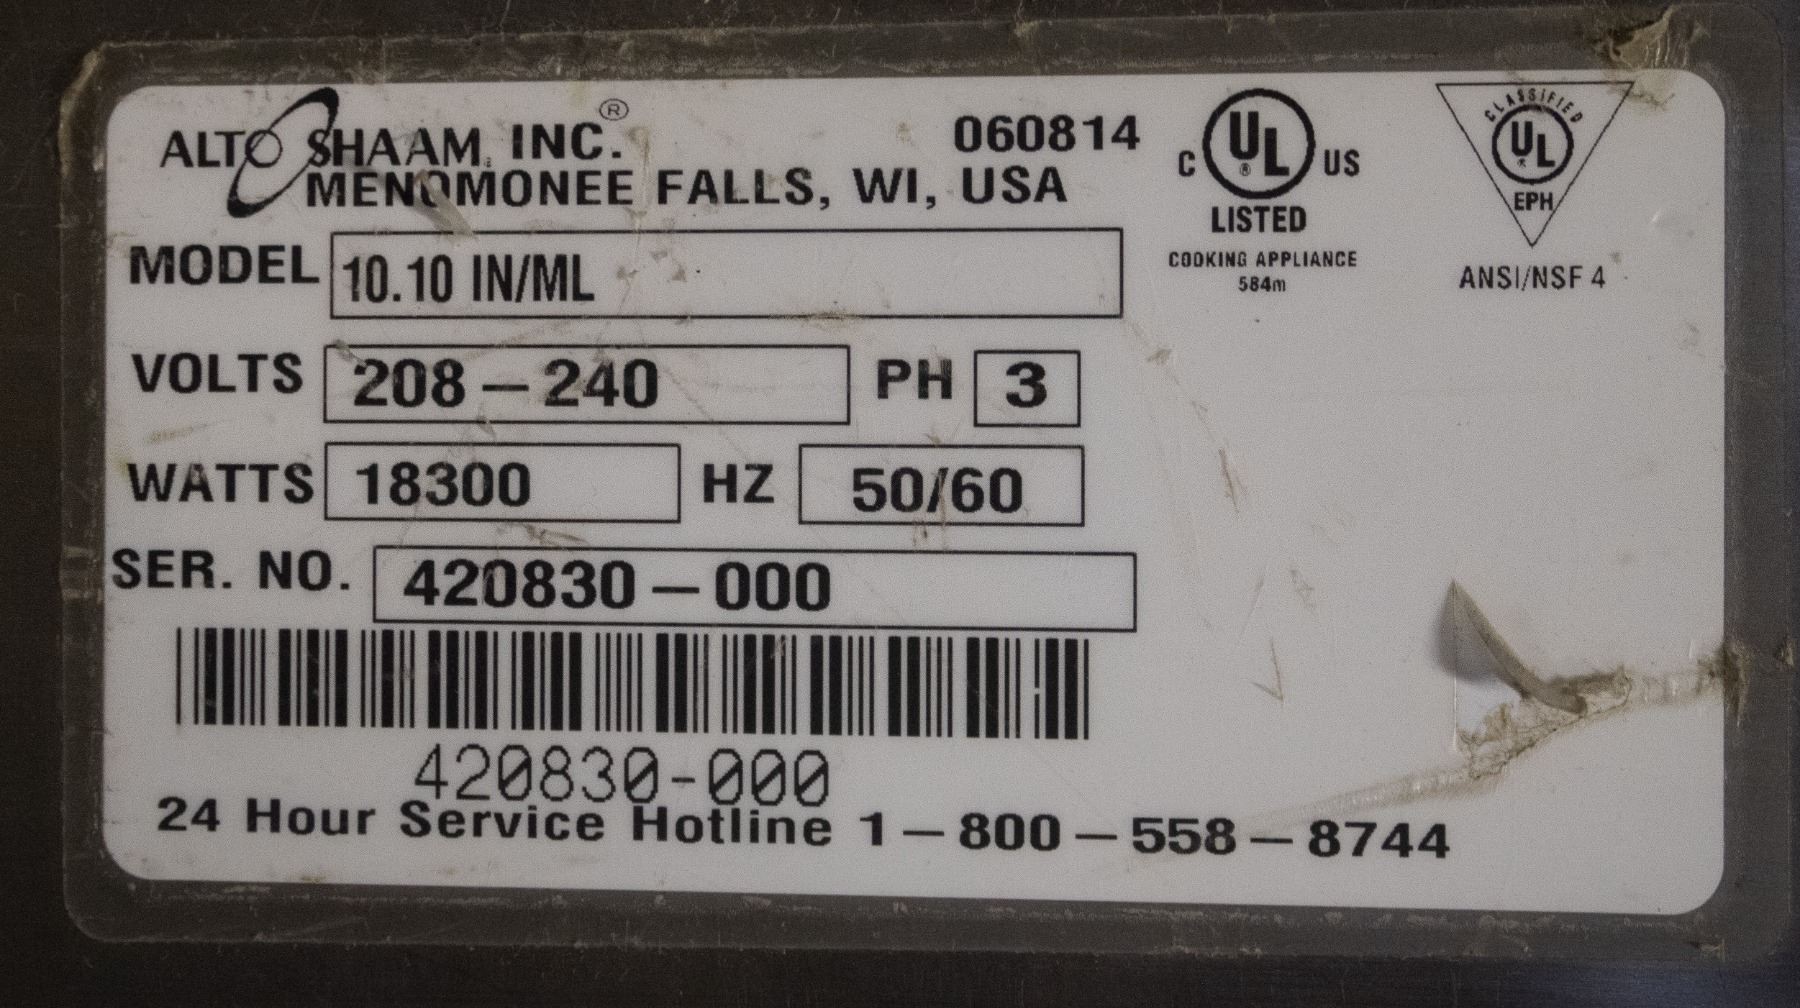 ALTO SHAAM, INC.® 060814
MENOMONEE FALLS, WI, USA
C UL® US
LISTED
COOKING APPLIANCE
584m
CLASSIFIED
UL®
EPH
ANSI/NSF 4
MODEL 10.10 IN/ML
VOLTS 208-240 PH 3
WATTS 18300 HZ 50/60
SER. NO. 420830-000
420830-000
24 Hour Service Hotline 1-800-558-8744